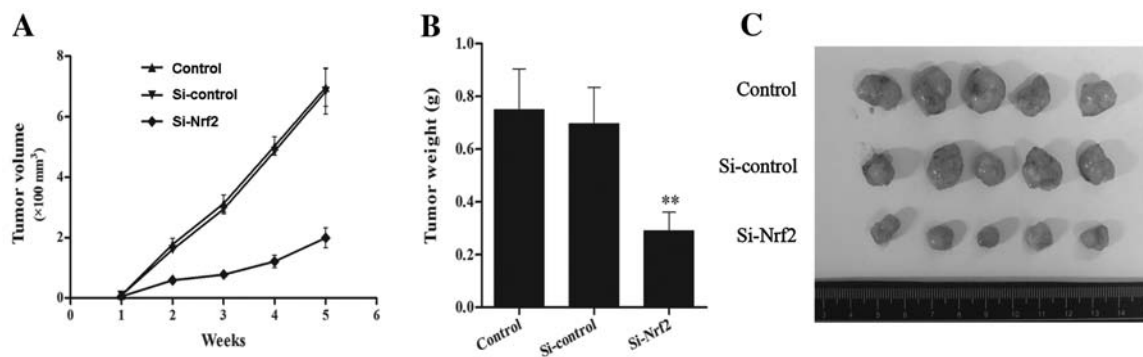 A
8
6
4
2
0
Tumor volume
(×100 mm³)
Control
Si-control
Si-Nrf2
0 1 2 3 4 5 6
Weeks
B
1.0
0.8
0.6
0.4
0.2
0.0
Tumor weight (g)
**
Control
Si-control
Si-Nrf2
C
Control
Si-control
Si-Nrf2